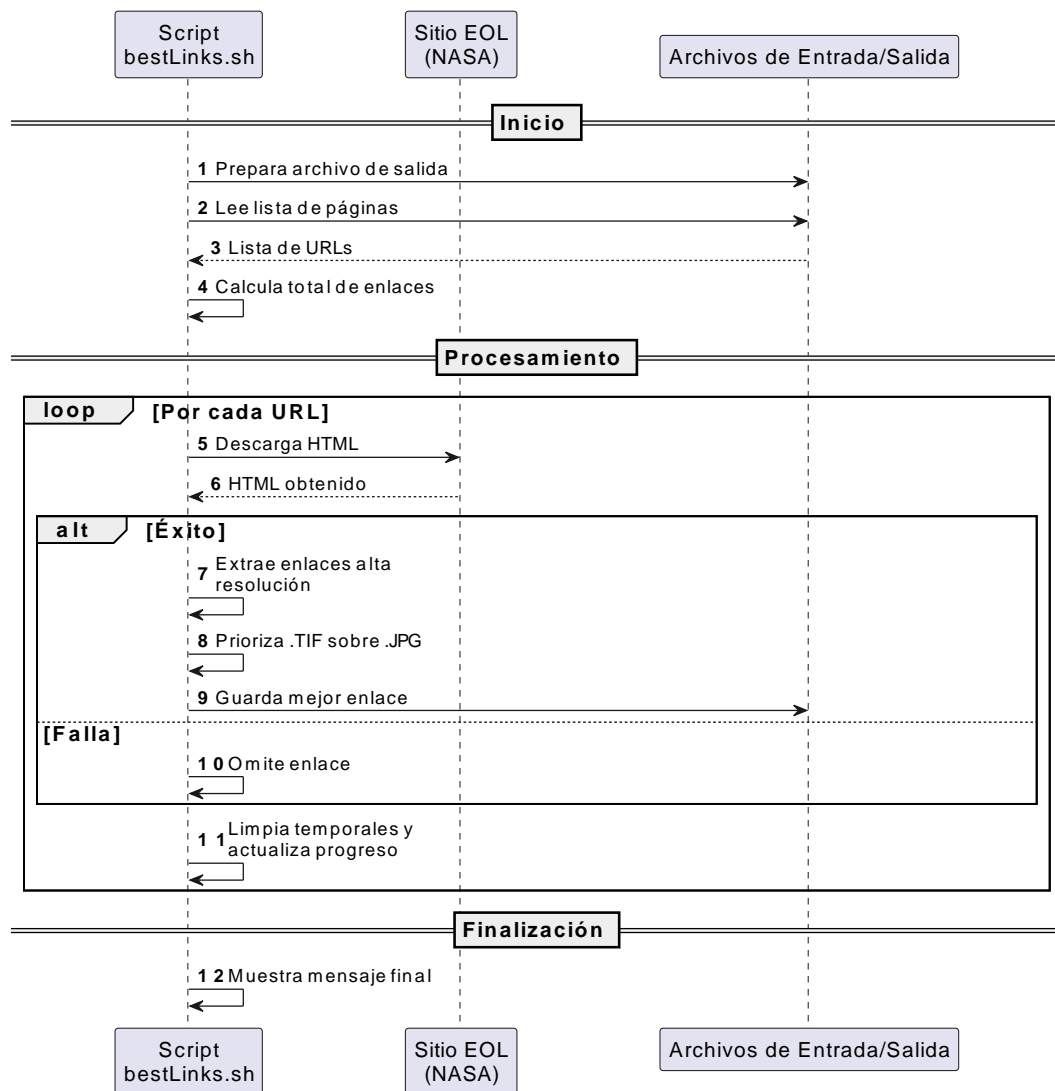 Script
bestLinks.sh
Sitio EOL
(NASA)
Archivos de Entrada/Salida
Inicio
1 Prepara archivo de salida
2 Lee lista de páginas
3 Lista de URLs
4 Calcula total de enlaces
Procesamiento
loop [Por cada URL]
5 Descarga HTML
6 HTML obtenido
alt [Éxito]
7 Extrae enlaces alta
resolución
8 Prioriza .TIF sobre .JPG
9 Guarda mejor enlace
[Falla]
10 Omite enlace
11 Limpia temporales y
actualiza progreso
Finalización
12 Muestra mensaje final
Script
bestLinks.sh
Sitio EOL
(NASA)
Archivos de Entrada/Salida